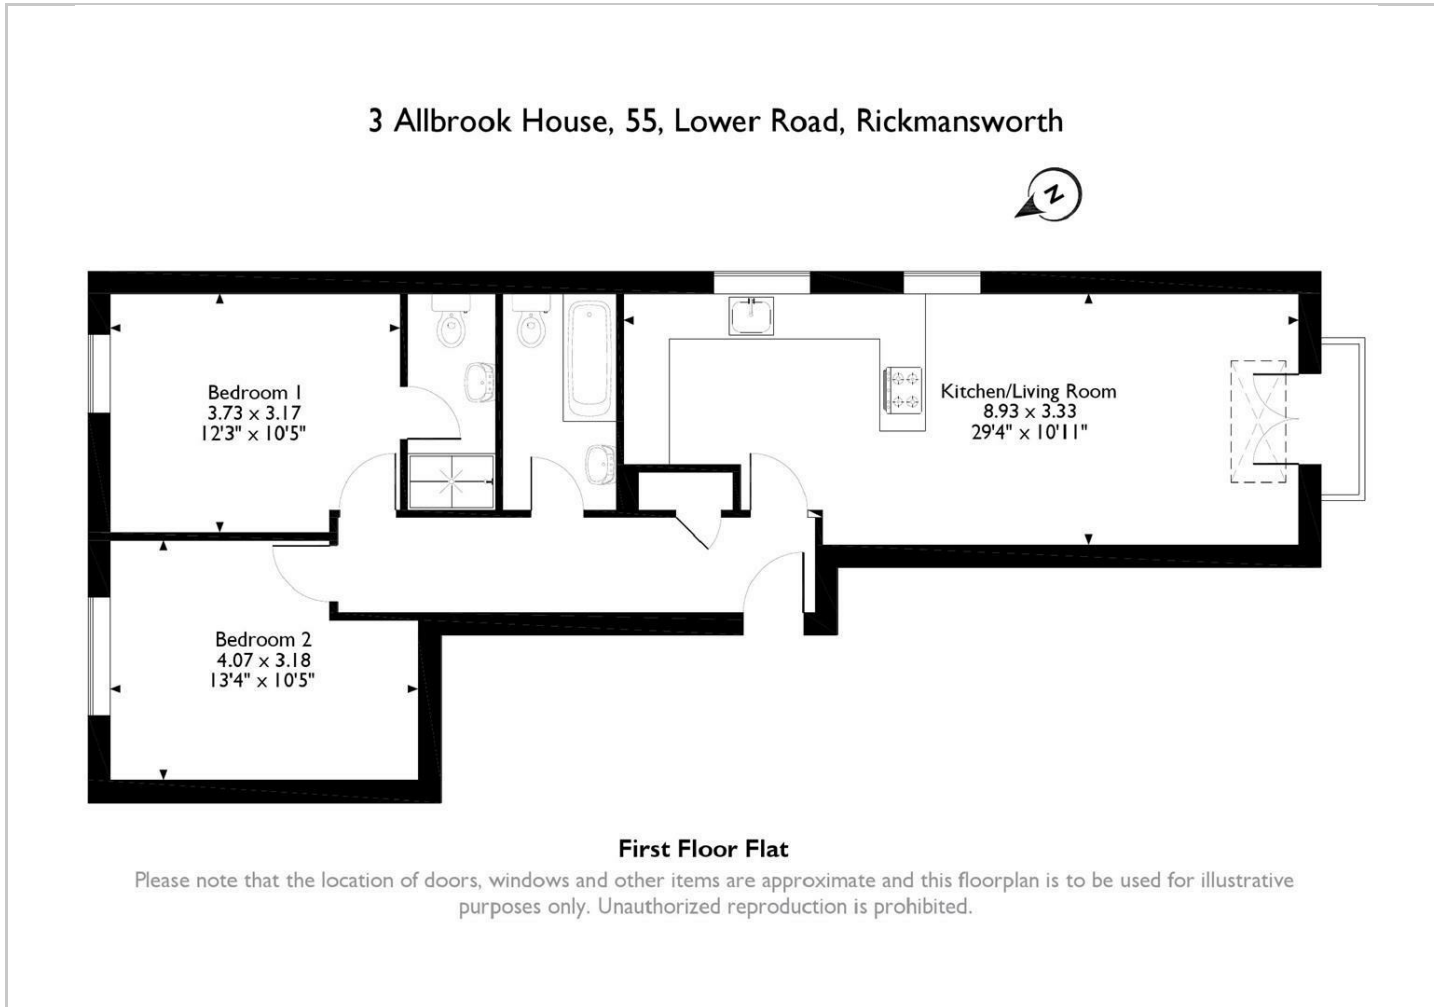 3 Allbrook House, 55, Lower Road, Rickmansworth
N
Bedroom 1
3.73 x 3.17
12'3" x 10'5"
Kitchen/Living Room
8.93 x 3.33
29'4" x 10'11"
Bedroom 2
4.07 x 3.18
13'4" x 10'5"
First Floor Flat
Please note that the location of doors, windows and other items are approximate and this floorplan is to be used for illustrative
purposes only. Unauthorized reproduction is prohibited.